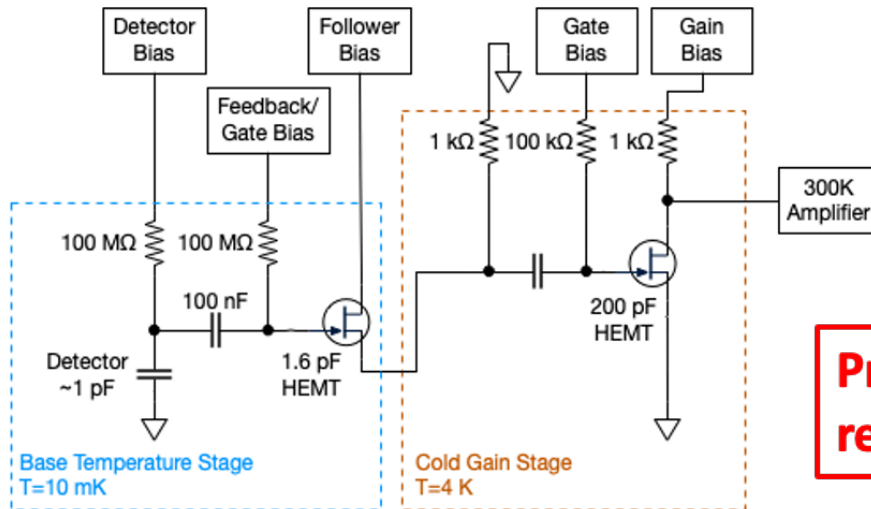 Detector
Bias
Follower
Bias
Gate
Bias
Gain
Bias
Feedback/
Gate Bias
1 kΩ
100 kΩ
1 kΩ
300K
Amplifier
100 MΩ
100 MΩ
100 nF
Detector
~1 pF
1.6 pF
HEMT
200 pF
HEMT
Base Temperature Stage
T=10 mK
Cold Gain Stage
T=4 K